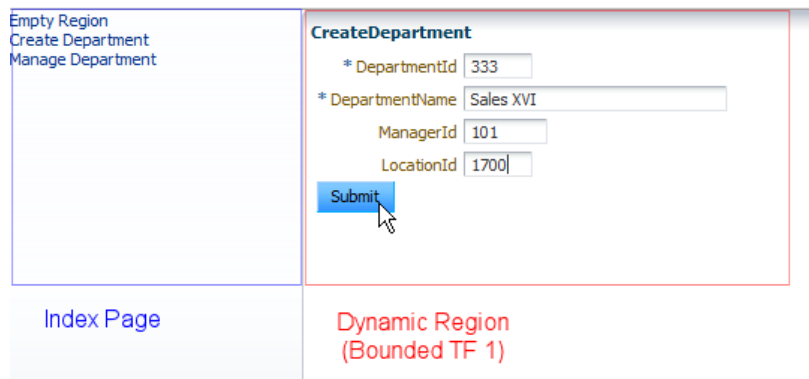 Empty Region
Create Department
Manage Department
CreateDepartment
* DepartmentId 333
* DepartmentName Sales XVI
ManagerId 101
LocationId 1700
Submit
Index Page
Dynamic Region
(Bounded TF 1)